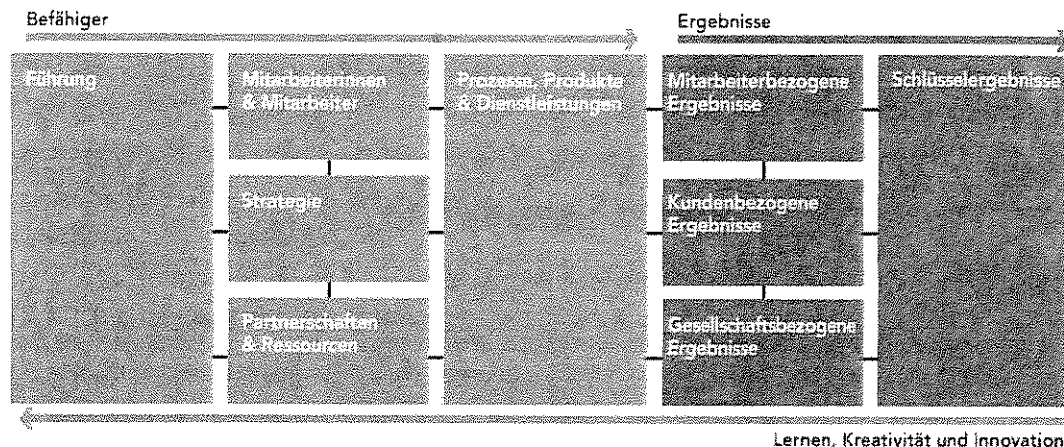 Befähiger
Ergebnisse
Führung
Mitarbeiterinnen
& Mitarbeiter
Prozesse, Produkte
& Dienstleistungen
Mitarbeiterbezogene
Ergebnisse
Schlüsselergebnisse
Strategie
Kundenbezogene
Ergebnisse
Partnerschaften
& Ressourcen
Gesellschaftsbezogene
Ergebnisse
Lernen, Kreativität und Innovation